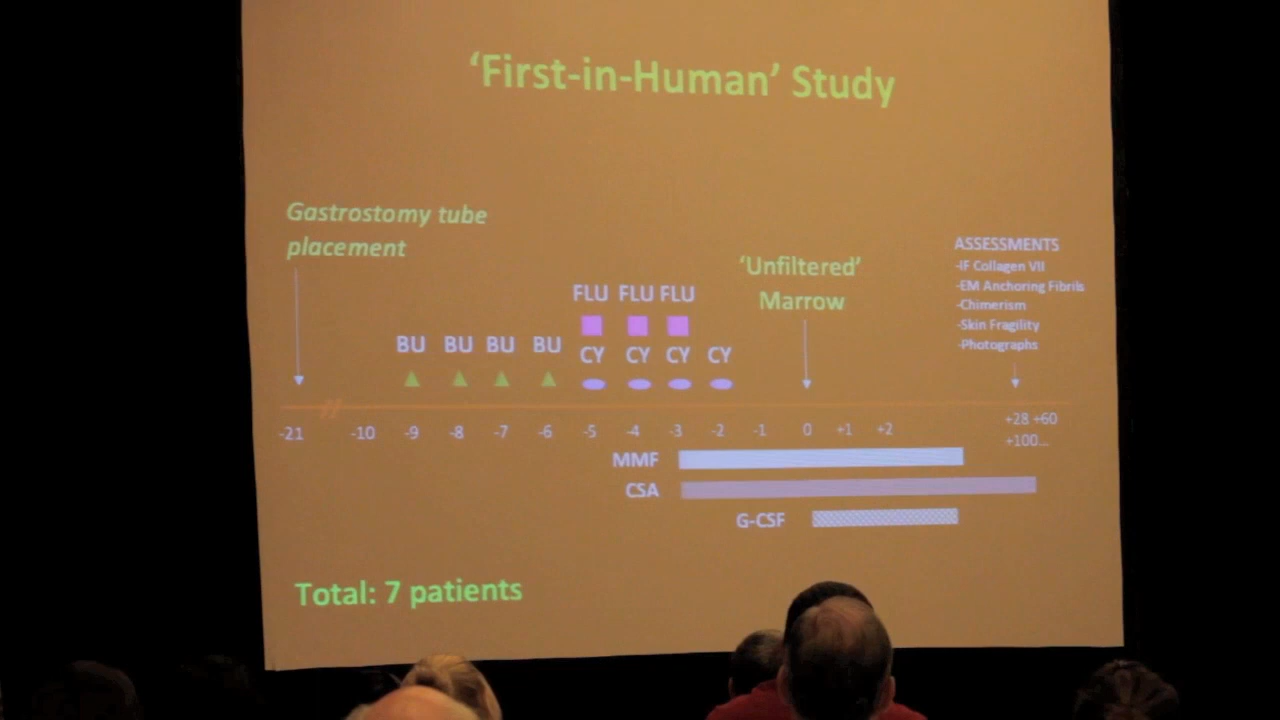 ‘First-in-Human’ Study
Gastrostomy tube
placement
‘Unfiltered’
Marrow
ASSESSMENTS
-IF Collagen VII
-EM Anchoring Fibrils
-Chimerism
-Skin Fragility
-Photographs
FLU FLU FLU
BU BU BU BU
CY CY CY CY
-21 -10 -9 -8 -7 -6 -5 -4 -3 -2 -1 0 +1 +2
+28 +60
+100...
MMF
CSA
G-CSF
Total: 7 patients